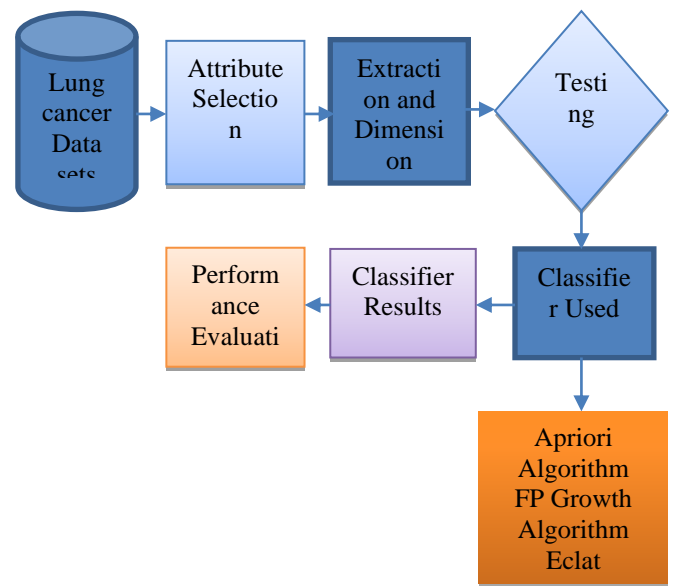 Lung
cancer
Data
sets
Attribute
Selectio
n
Extracti
on and
Dimensi
on
Testi
ng
Perform
ance
Evaluati
Classifier
Results
Classifie
r Used
Apriori
Algorithm
FP Growth
Algorithm
Eclat